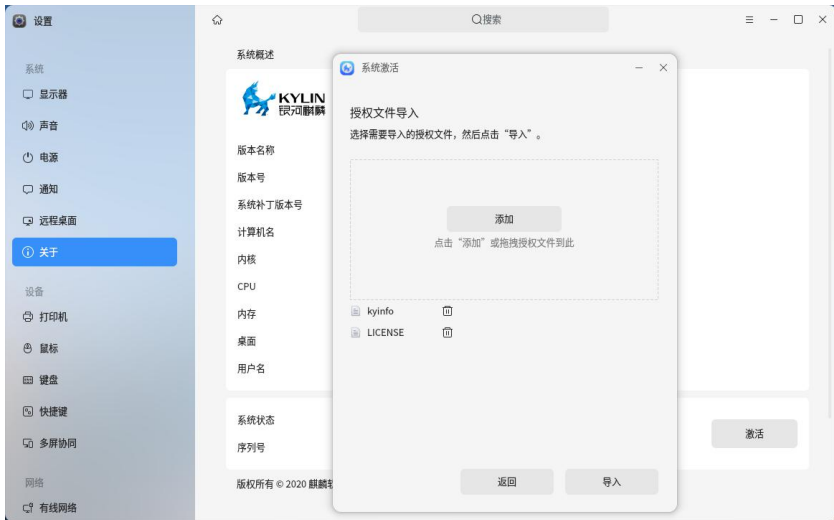 设置
搜索
系统
显示器
声音
电源
通知
远程桌面
关于
设备
打印机
鼠标
键盘
快捷键
多屏协同
网络
有线网络
系统概述
KYLIN
银河麒麟
版本名称
版本号
系统补丁版本号
计算机名
内核
CPU
内存
桌面
用户名
系统状态
序列号
激活
版权所有 © 2020 麒麟软
系统激活
授权文件导入
选择需要导入的授权文件，然后点击“导入”。
添加
点击“添加”或拖拽授权文件到此
kyinfo
LICENSE
返回
导入